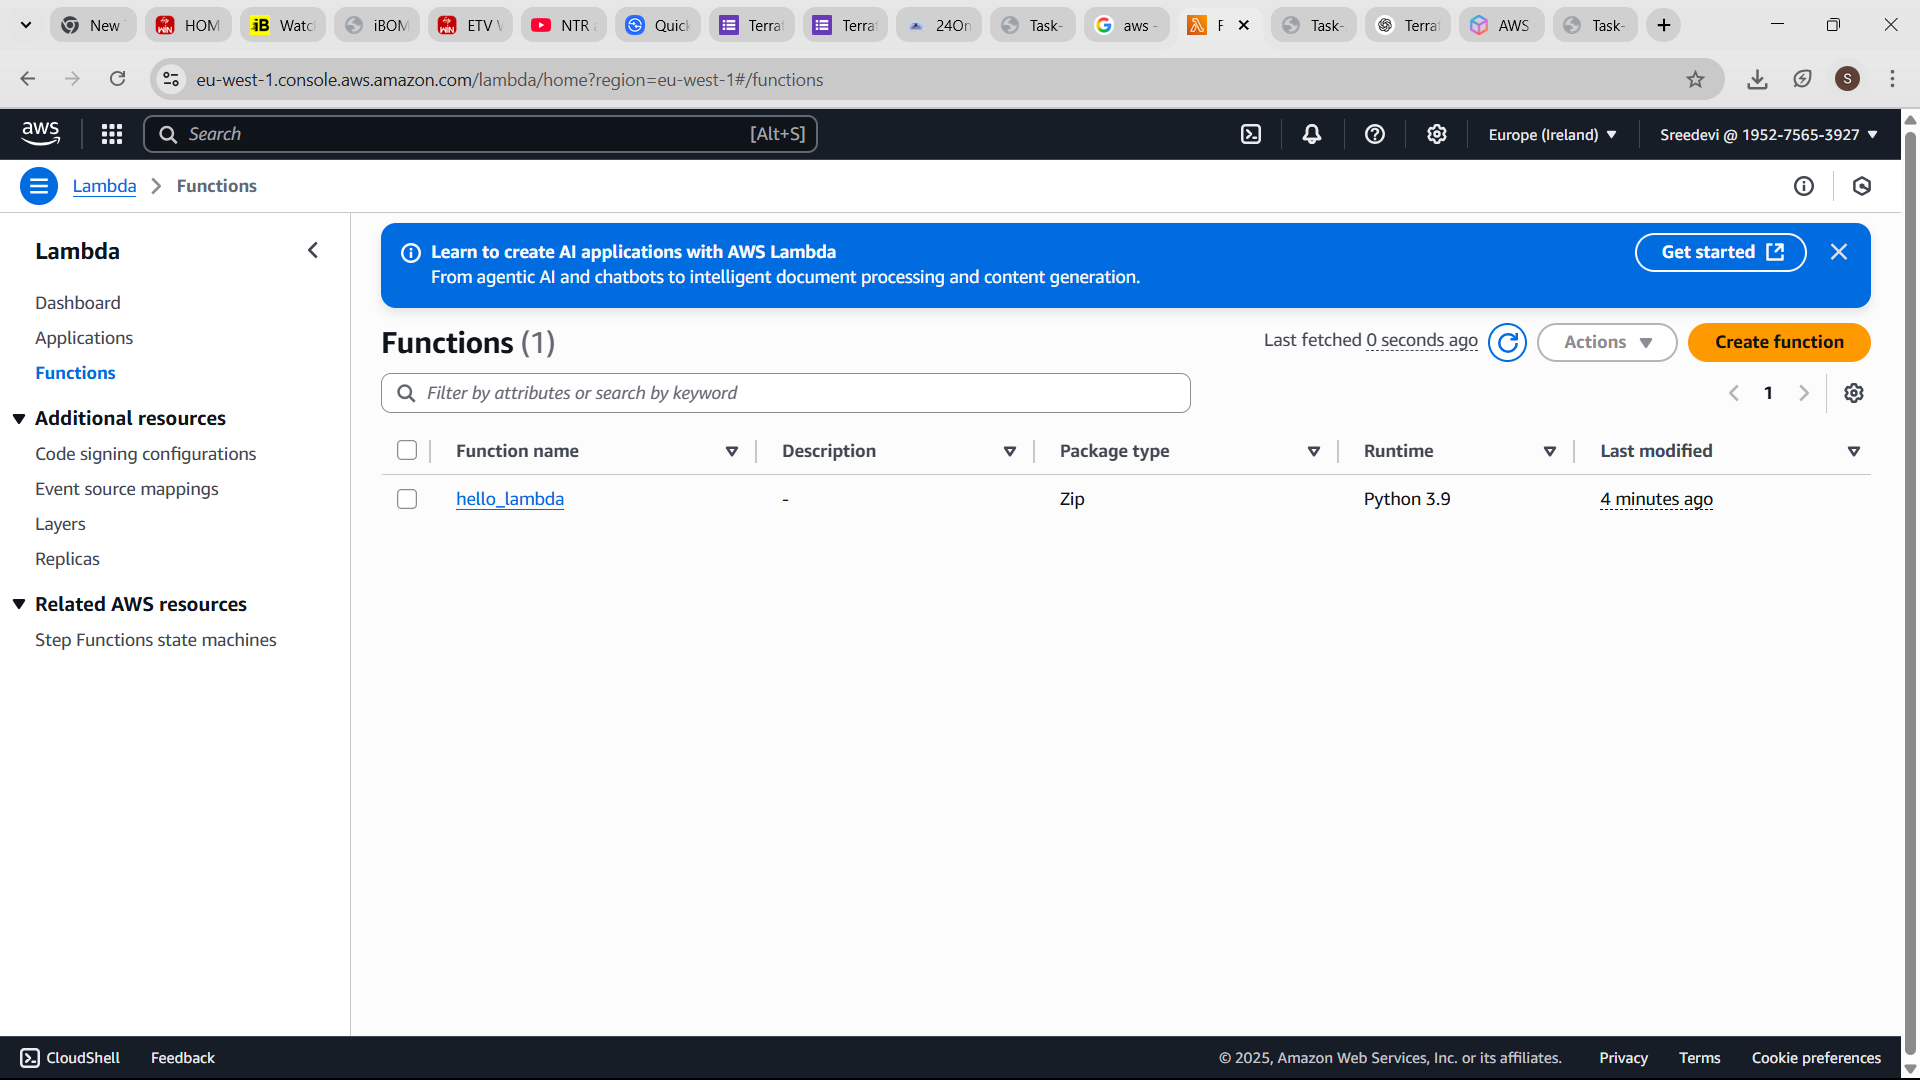 New
HOM
iB Watc
iBOM
ETV
NTR
Quick
Terra
Terra
24On
Task-
aws -
F
Task-
Terraf
AWS
Task-
eu-west-1.console.aws.amazon.com/lambda/home?region=eu-west-1#/functions
S
aws
Search
[Alt+S]
Europe (Ireland)
Sreedevi @ 1952-7565-3927
Lambda
Functions
Lambda
Dashboard
Applications
Functions
Additional resources
Code signing configurations
Event source mappings
Layers
Replicas
Related AWS resources
Step Functions state machines
Learn to create AI applications with AWS Lambda
From agentic AI and chatbots to intelligent document processing and content generation.
Get started
Functions (1)
Last fetched 0 seconds ago
Actions
Create function
Filter by attributes or search by keyword
1
Function name
Description
Package type
Runtime
Last modified
hello_lambda
-
Zip
Python 3.9
4 minutes ago
CloudShell
Feedback
© 2025, Amazon Web Services, Inc. or its affiliates.
Privacy
Terms
Cookie preferences